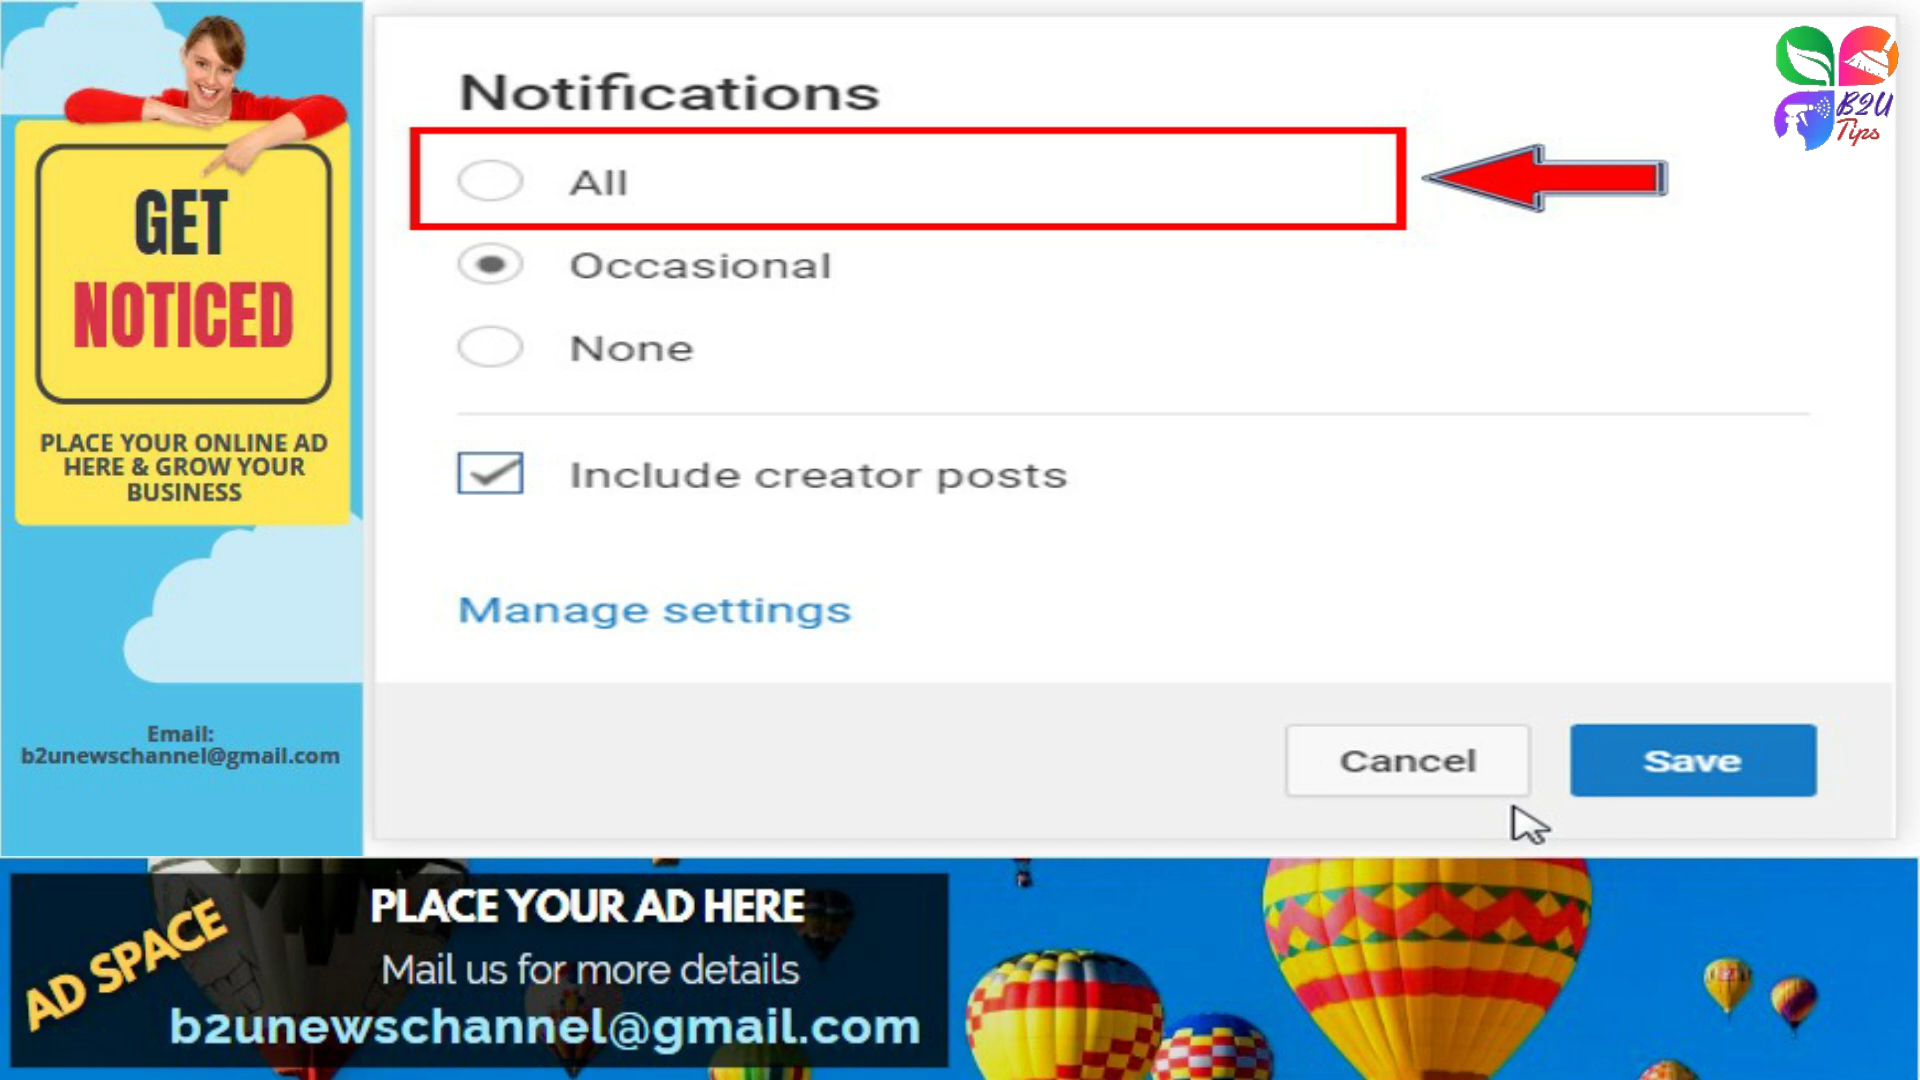 GET
NOTICED
PLACE YOUR ONLINE AD
HERE & GROW YOUR
BUSINESS
Email:
b2unewschannel@gmail.com
Notifications
All
Occasional
None
Include creator posts
Manage settings
Cancel
Save
B2U
Tips
AD SPACE
PLACE YOUR AD HERE
Mail us for more details
b2unewschannel@gmail.com